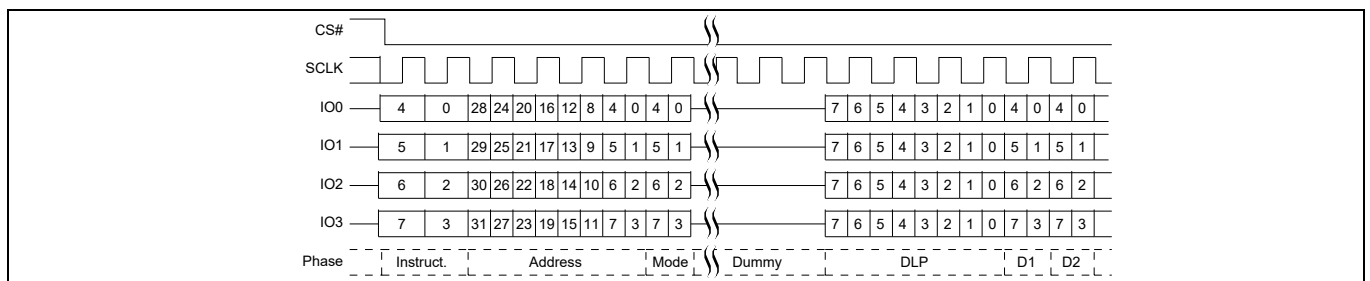 CS#
SCLK
IO0 4 0 28 24 20 16 12 8 4 0 4 0 7 6 5 4 3 2 1 0 4 0 4 0
IO1 5 1 29 25 21 17 13 9 5 1 5 1 7 6 5 4 3 2 1 0 5 1 5 1
IO2 6 2 30 26 22 18 14 10 6 2 6 2 7 6 5 4 3 2 1 0 6 2 6 2
IO3 7 3 31 27 23 19 15 11 7 3 7 3 7 6 5 4 3 2 1 0 7 3 7 3
Phase Instruct. Address Mode Dummy DLP D1 D2